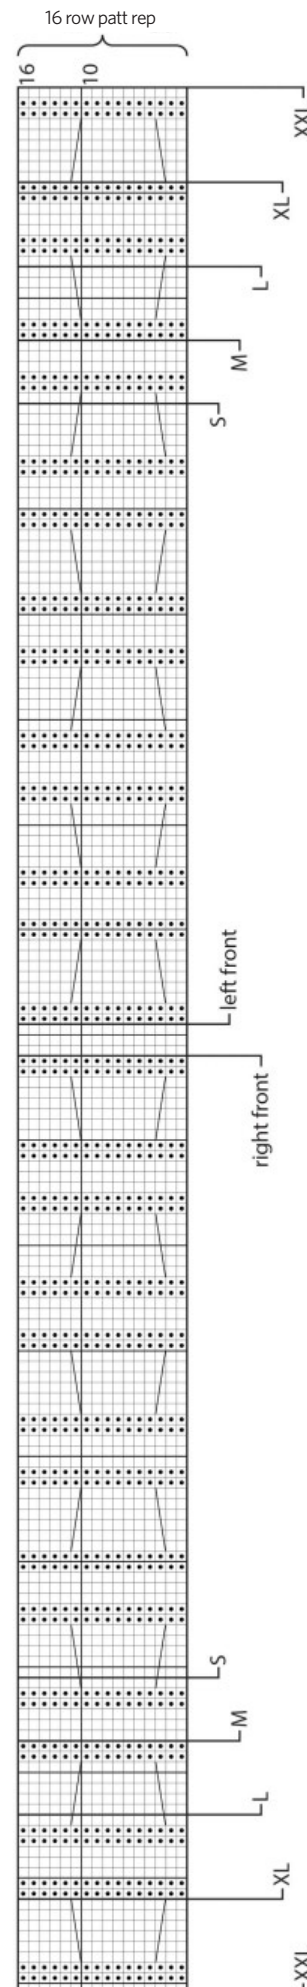 16 row patt rep
16
10
XXL
XL
L
M
S
left front
right front
S
M
L
XL
XXL